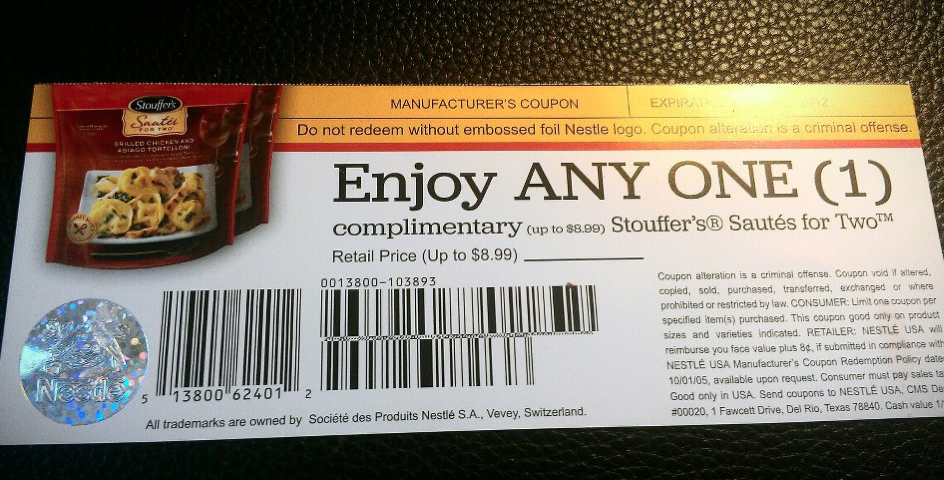 MANUFACTURER'S COUPON
EXPIRATI 2012
Do not redeem without embossed foil Nestle logo. Coupon alteration is a criminal offense.
Stouffer's
Sautés
FOR TWO
GRILLED CHICKEN AND
ASIAGO TORTELLONI
Enjoy ANY ONE (1)
complimentary (up to $8.99) Stouffer's® Sautés for Two™
Retail Price (Up to $8.99)
0013800-103893
Coupon alteration is a criminal offense. Coupon void if altered,
copied, sold, purchased, transferred, exchanged or where
prohibited or restricted by law. CONSUMER: Limit one coupon per
specified item(s) purchased. This coupon good only on product
sizes and varieties indicated. RETAILER: NESTLÉ USA will
reimburse you face value plus 8¢, if submitted in compliance with
NESTLÉ USA Manufacturer's Coupon Redemption Policy date
10/01/05, available upon request. Consumer must pay sales ta
Good only in USA. Send coupons to NESTLÉ USA, CMS De
#00020, 1 Fawcett Drive, Del Rio, Texas 78840. Cash value 1/
Nestle
5 13800 62401 2
All trademarks are owned by Société des Produits Nestlé S.A., Vevey, Switzerland.